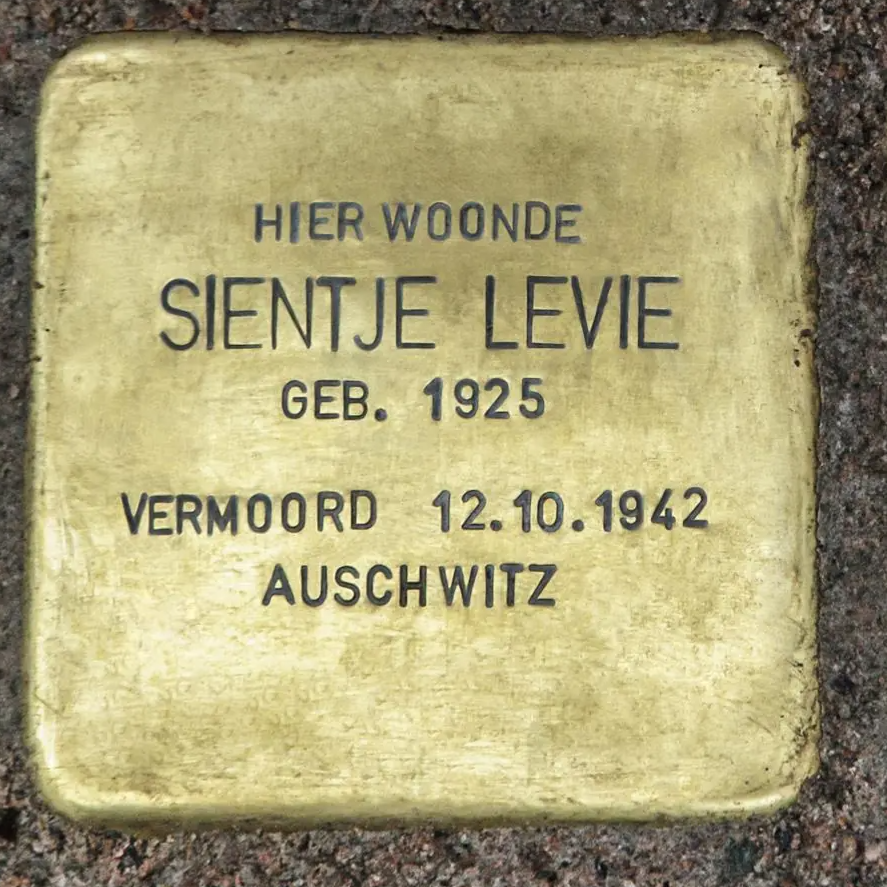 HIER WOONDE
SIENTJE LEVIE
GEB. 1925
VERMOORD 12.10.1942
AUSCHWITZ